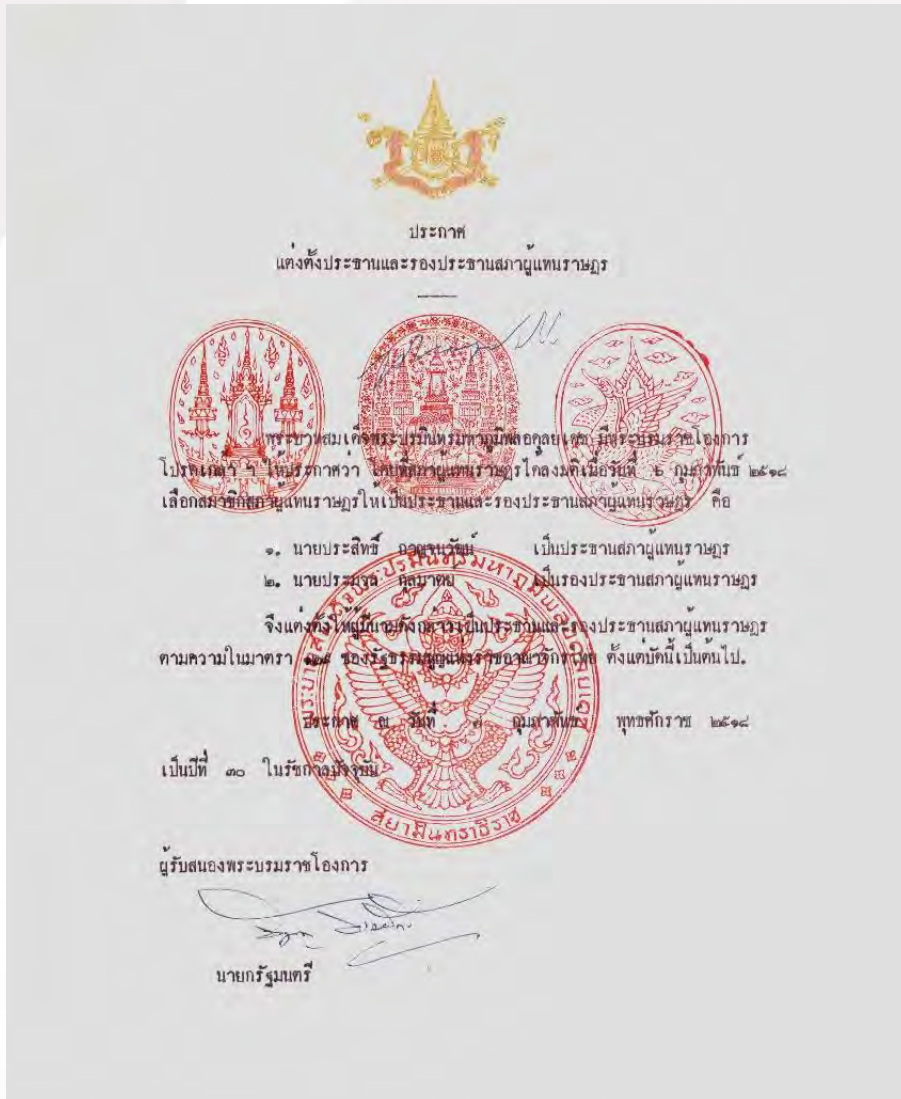 ประกาศ
แต่งตั้งประธานและรองประธานสภาผู้แทนราษฎร
พระบาทสมเด็จพระปรมินทรมหาภูมิพลอดุลยเดช มีพระบรมราชโองการ
โปรดเกล้า ฯ ให้ประกาศว่า โดยที่สภาผู้แทนราษฎรได้ลงมติเมื่อวันที่ ๖ กุมภาพันธ์ ๒๕๑๘
เลือกสมาชิกสภาผู้แทนราษฎรให้เป็นประธานและรองประธานสภาผู้แทนราษฎร คือ
๑. นายประสิทธิ์ กาญจนวัฒน์ เป็นประธานสภาผู้แทนราษฎร
๒. นายประมวล กุลมาตย์ เป็นรองประธานสภาผู้แทนราษฎร
จึงแต่งตั้งให้ผู้มีนามดังกล่าวเป็นประธานและรองประธานสภาผู้แทนราษฎร
ตามความในมาตรา ของรัฐธรรมนูญแห่งราชอาณาจักรไทย ตั้งแต่บัดนี้เป็นต้นไป.
ประกาศ ณ วันที่ ๗ กุมภาพันธ์ พุทธศักราช ๒๕๑๘
เป็นปีที่ ๓๐ ในรัชกาลปัจจุบัน
สยามินทราธิราช
ผู้รับสนองพระบรมราชโองการ
นายกรัฐมนตรี